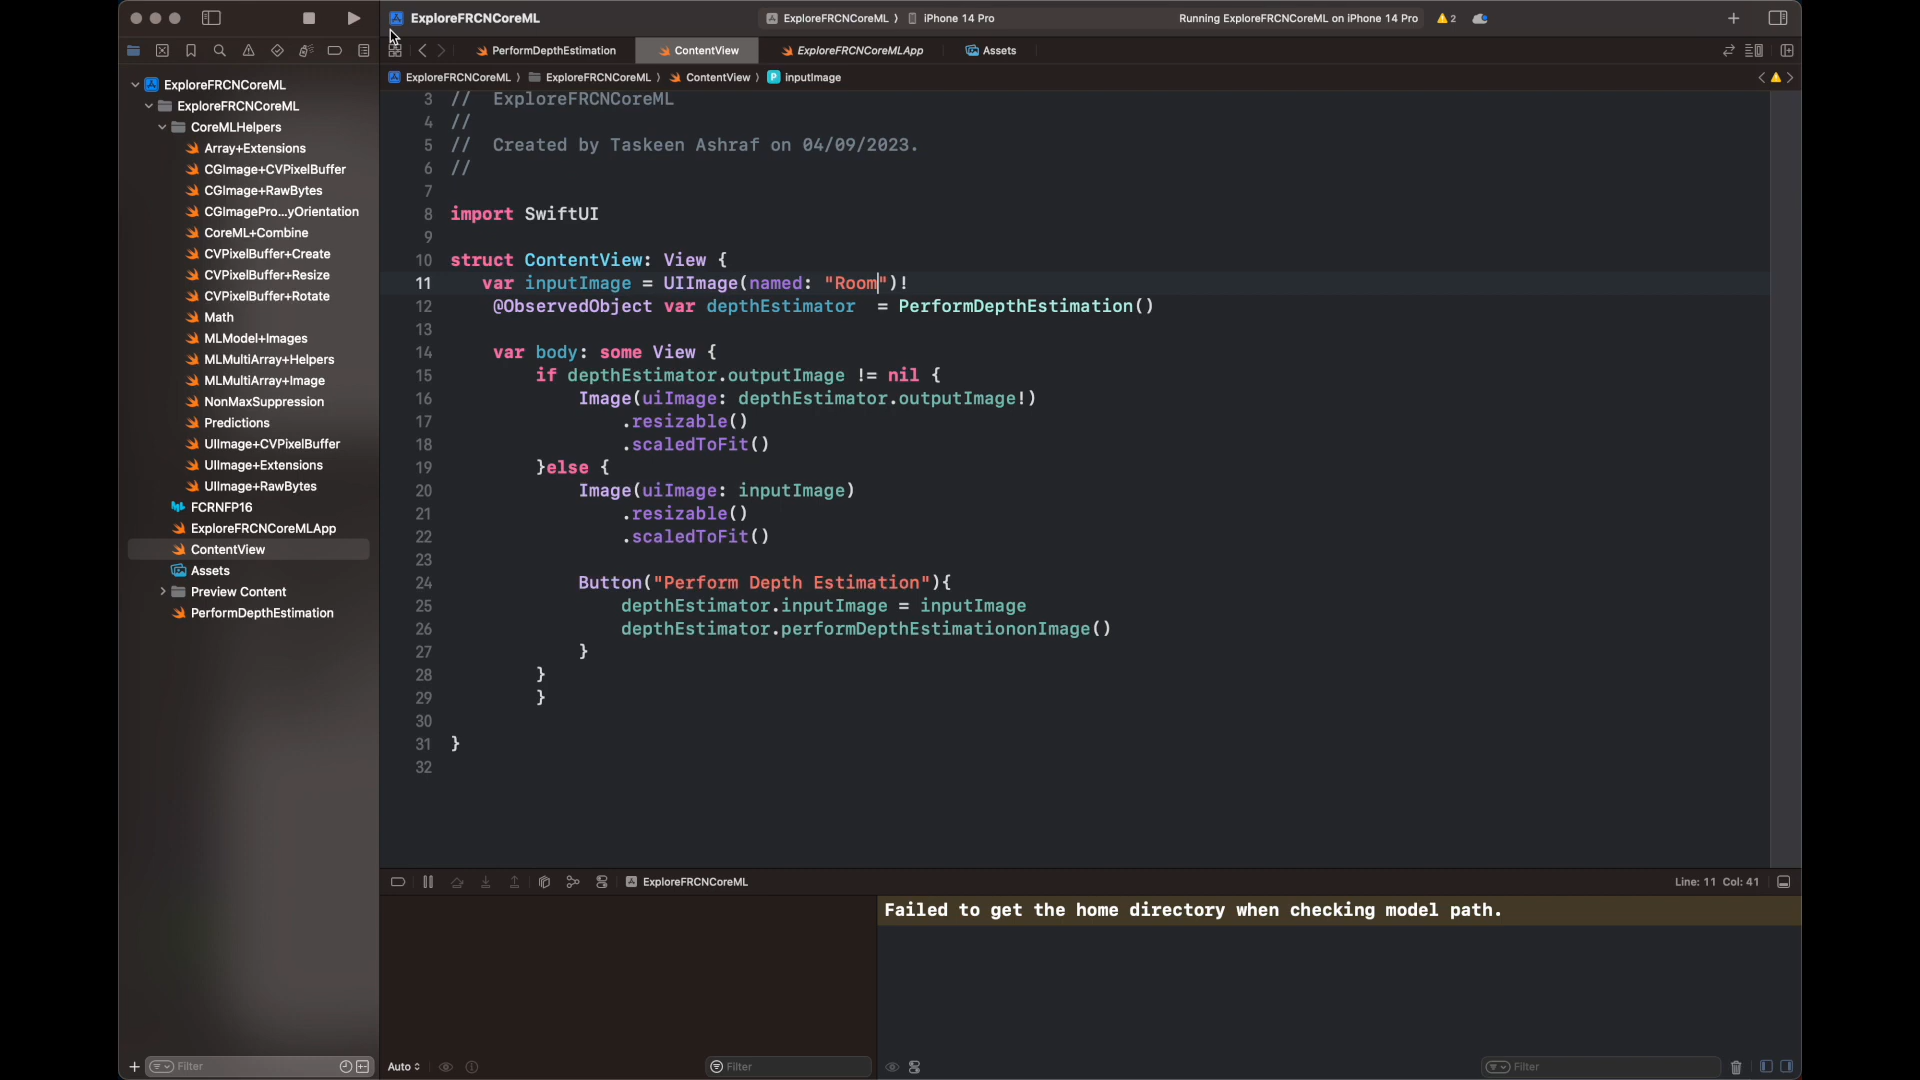 ExploreFRCNCoreML
ExploreFRCNCoreML ⟩ iPhone 14 Pro
Running ExploreFRCNCoreML on iPhone 14 Pro
2
PerformDepthEstimation
ContentView
ExploreFRCNCoreMLApp
Assets
ExploreFRCNCoreML ⟩ ExploreFRCNCoreML ⟩ ContentView ⟩ P inputImage
ExploreFRCNCoreML
ExploreFRCNCoreML
CoreMLHelpers
Array+Extensions
CGImage+CVPixelBuffer
CGImage+RawBytes
CGImagePro...yOrientation
CoreML+Combine
CVPixelBuffer+Create
CVPixelBuffer+Resize
CVPixelBuffer+Rotate
Math
MLModel+Images
MLMultiArray+Helpers
MLMultiArray+Image
NonMaxSuppression
Predictions
UIImage+CVPixelBuffer
UIImage+Extensions
UIImage+RawBytes
FCRNFP16
ExploreFRCNCoreMLApp
ContentView
Assets
Preview Content
PerformDepthEstimation
3 // ExploreFRCNCoreML
4 //
5 // Created by Taskeen Ashraf on 04/09/2023.
6 //
7
8 import SwiftUI
9
10 struct ContentView: View {
11 var inputImage = UIImage(named: "Room")!
12 @ObservedObject var depthEstimator = PerformDepthEstimation()
13
14 var body: some View {
15 if depthEstimator.outputImage != nil {
16 Image(uiImage: depthEstimator.outputImage!)
17 .resizable()
18 .scaledToFit()
19 }else {
20 Image(uiImage: inputImage)
21 .resizable()
22 .scaledToFit()
23
24 Button("Perform Depth Estimation"){
25 depthEstimator.inputImage = inputImage
26 depthEstimator.performDepthEstimationonImage()
27 }
28 }
29 }
30
31 }
32
ExploreFRCNCoreML
Line: 11 Col: 41
Failed to get the home directory when checking model path.
Filter
Auto
Filter
Filter